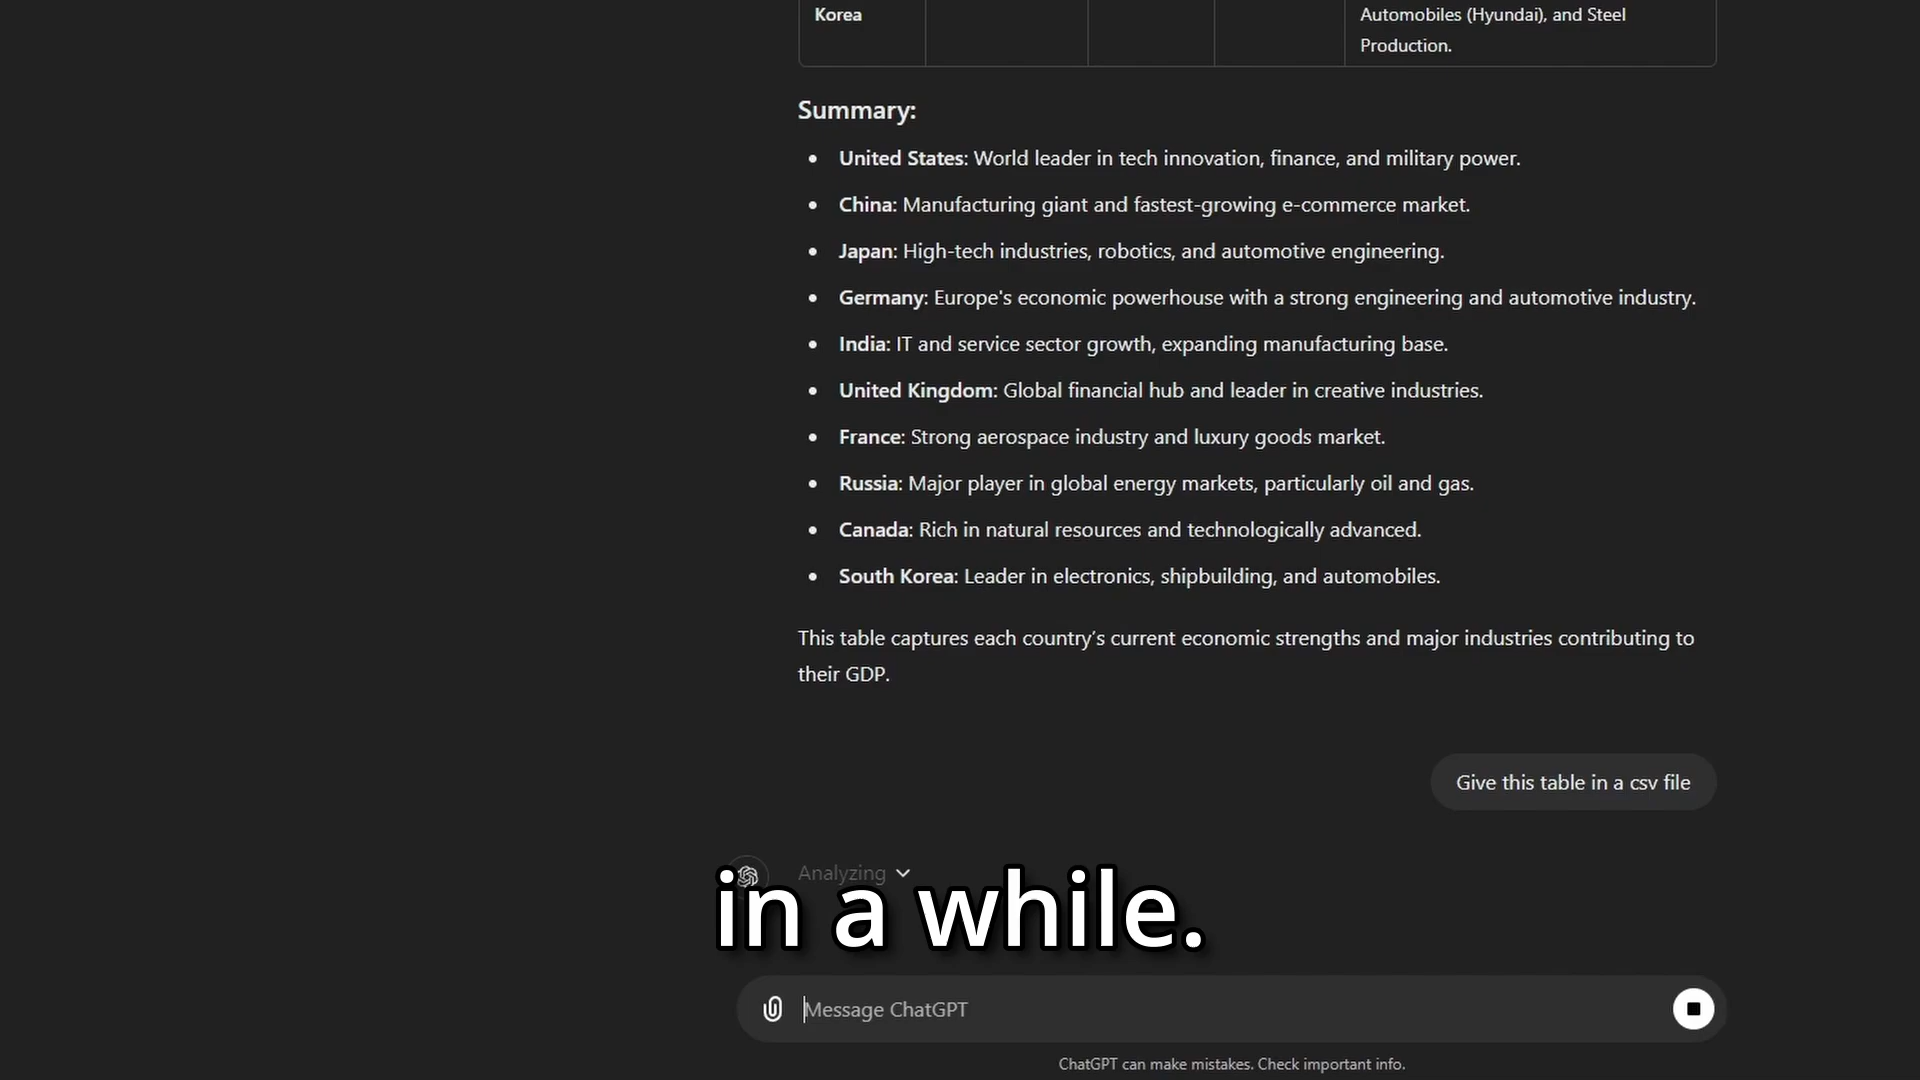 Korea
Automobiles (Hyundai), and Steel
Production.
Summary:
• United States: World leader in tech innovation, finance, and military power.
• China: Manufacturing giant and fastest-growing e-commerce market.
• Japan: High-tech industries, robotics, and automotive engineering.
• Germany: Europe's economic powerhouse with a strong engineering and automotive industry.
• India: IT and service sector growth, expanding manufacturing base.
• United Kingdom: Global financial hub and leader in creative industries.
• France: Strong aerospace industry and luxury goods market.
• Russia: Major player in global energy markets, particularly oil and gas.
• Canada: Rich in natural resources and technologically advanced.
• South Korea: Leader in electronics, shipbuilding, and automobiles.
This table captures each country’s current economic strengths and major industries contributing to
their GDP.
Give this table in a csv file
Analyzing
in a while.
Message ChatGPT
ChatGPT can make mistakes. Check important info.